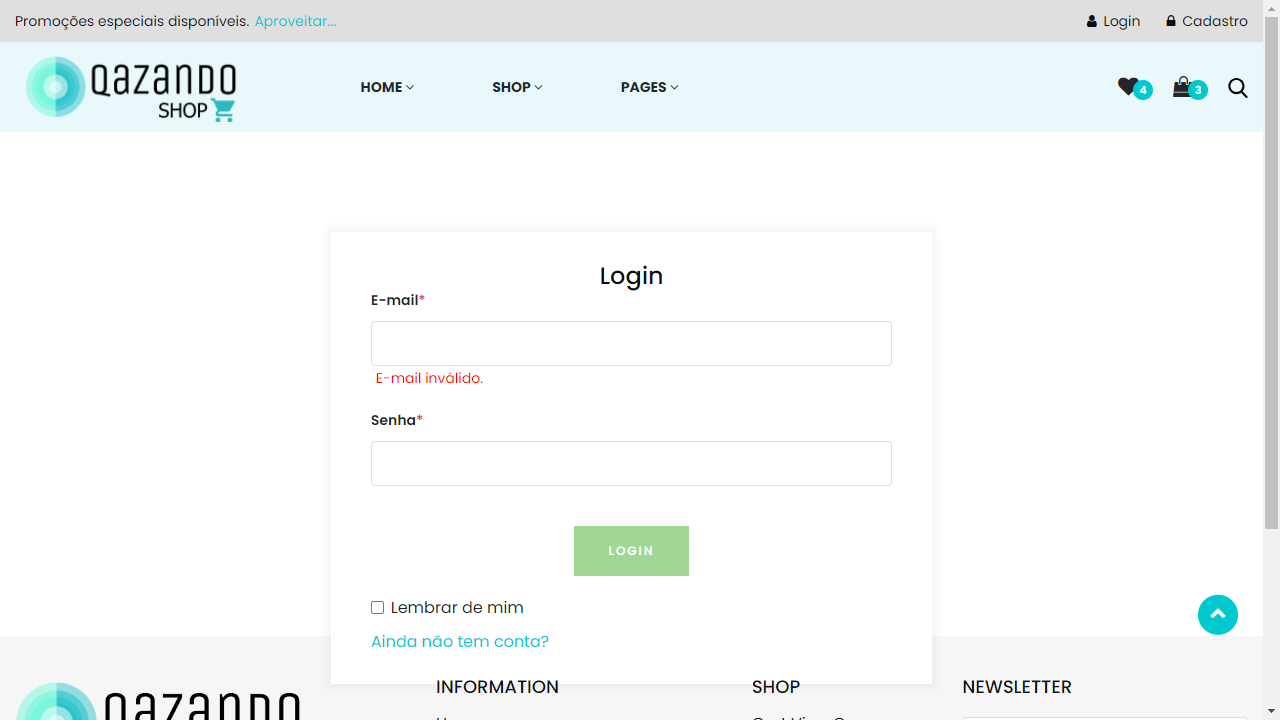 Promoções especiais disponíveis. Aproveitar...
Login
Cadastro
QAZANDO
SHOP
HOME
SHOP
PAGES
4
3
Login
E-mail*
E-mail inválido.
Senha*
LOGIN
Lembrar de mim
Ainda não tem conta?
QAZANDO
INFORMATION
SHOP
NEWSLETTER